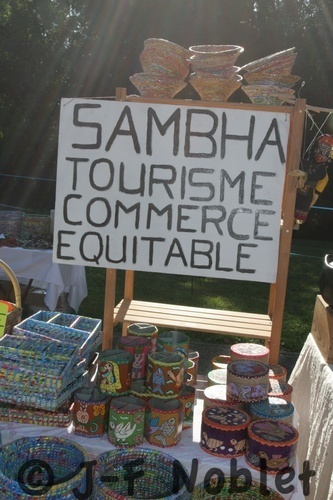 SAMBHA
TOURISME
COMMERCE
EQUITABLE
© J-F Noblet